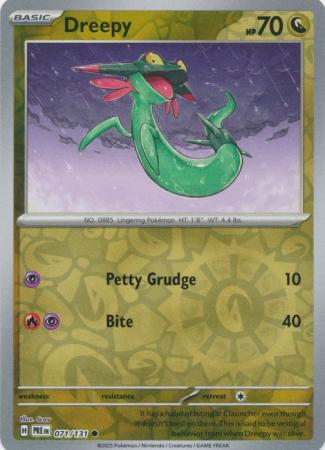 BASIC
Dreepy
HP 70
NO. 0885 Lingering Pokémon HT: 1'8" WT: 4.4 lbs.
Petty Grudge 10
Bite 40
weakness resistance retreat
Illus. Scav
It has a habit of biting at Clauncher even though
it doesn't feed on them. This is said to be vestigial
behavior from when Dreepy was alive.
H PRE EN 071/131
©2025 Pokémon / Nintendo / Creatures / GAME FREAK